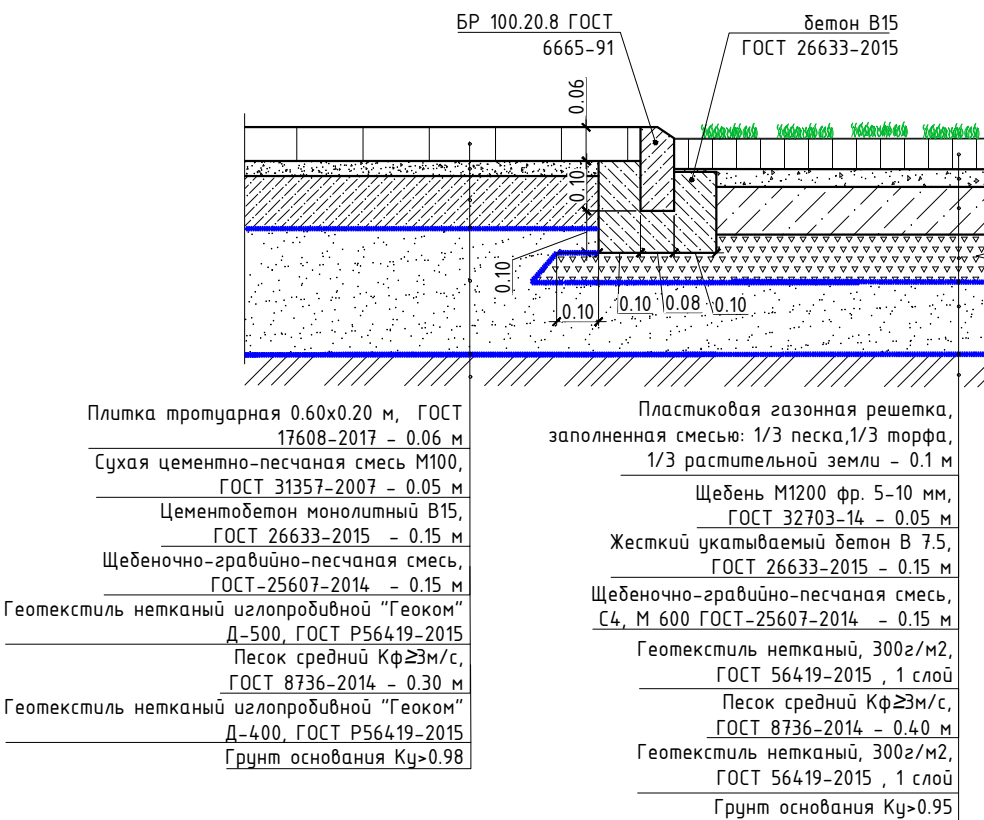 БР 100.20.8 ГОСТ
6665-91
бетон В15
ГОСТ 26633-2015
0.06
0.10
0.10
0.10
0.10
0.08
0.10
Плитка тротуарная 0.60х0.20 м, ГОСТ
17608-2017 - 0.06 м
Сухая цементно-песчаная смесь М100,
ГОСТ 31357-2007 - 0.05 м
Цементобетон монолитный В15,
ГОСТ 26633-2015 - 0.15 м
Щебеночно-гравийно-песчаная смесь,
ГОСТ-25607-2014 - 0.15 м
Геотекстиль нетканый иглопробивной "Геоком"
Д-500, ГОСТ Р56419-2015
Песок средний Кф≥3м/с,
ГОСТ 8736-2014 - 0.30 м
Геотекстиль нетканый иглопробивной "Геоком"
Д-400, ГОСТ Р56419-2015
Грунт основания Ку>0.98
Пластиковая газонная решетка,
заполненная смесью: 1/3 песка,1/3 торфа,
1/3 растительной земли - 0.1 м
Щебень М1200 фр. 5-10 мм,
ГОСТ 32703-14 - 0.05 м
Жесткий укатываемый бетон В 7.5,
ГОСТ 26633-2015 - 0.15 м
Щебеночно-гравийно-песчаная смесь,
С4, М 600 ГОСТ-25607-2014 - 0.15 м
Геотекстиль нетканый, 300г/м2,
ГОСТ 56419-2015 , 1 слой
Песок средний Кф≥3м/с,
ГОСТ 8736-2014 - 0.40 м
Геотекстиль нетканый, 300г/м2,
ГОСТ 56419-2015 , 1 слой
Грунт основания Ку>0.95